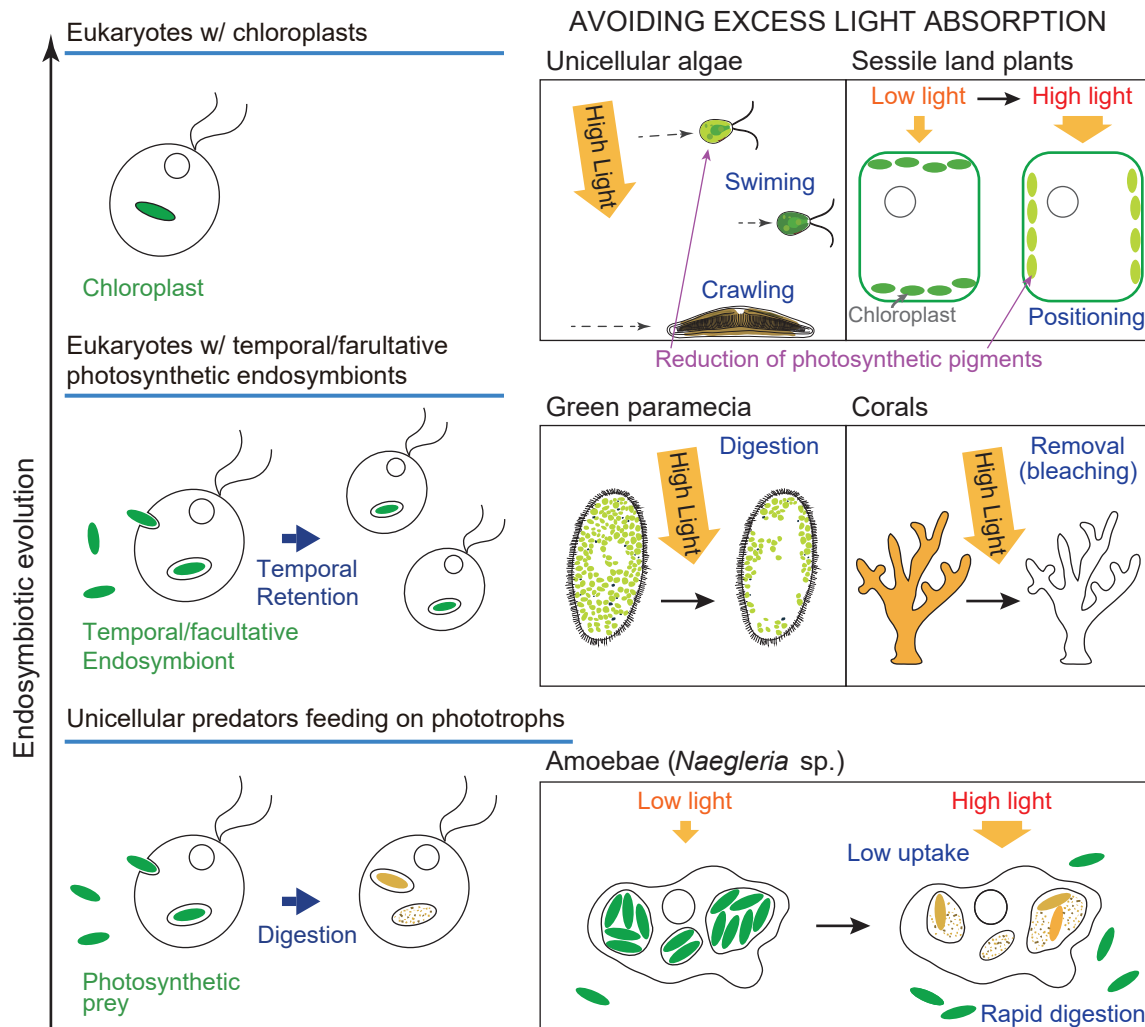 Eukaryotes w/ chloroplasts
Chloroplast
Eukaryotes w/ temporal/farultative
photosynthetic endosymbionts
Temporal
Retention
Temporal/facultative
Endosymbiont
Unicellular predators feeding on phototrophs
Digestion
Photosynthetic
prey
Endosymbiotic evolution
AVOIDING EXCESS LIGHT ABSORPTION
Unicellular algae
High Light
Swiming
Crawling
Sessile land plants
Low light
High light
Chloroplast
Positioning
Reduction of photosynthetic pigments
Green paramecia
High Light
Digestion
Corals
High Light
Removal
(bleaching)
Amoebae (Naegleria sp.)
Low light
High light
Low uptake
Rapid digestion